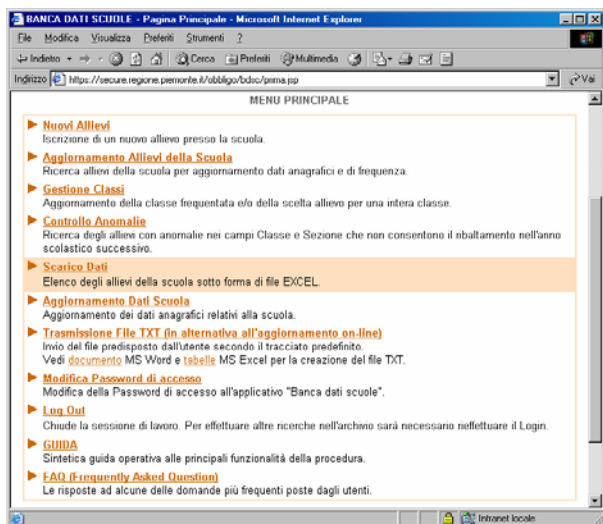 BANCA DATI SCUOLE - Pagina Principale - Microsoft Internet Explorer
File Modifica Visualizza Preferiti Strumenti ?
Indietro Cerca Preferiti Multimedia
Indirizzo https://secure.regione.piemonte.it/obbligo/bdsc/prima.jsp Vai
MENU PRINCIPALE
Nuovi Allievi
Iscrizione di un nuovo allievo presso la scuola.
Aggiornamento Allievi della Scuola
Ricerca allievi della scuola per aggiornamento dati anagrafici e di frequenza.
Gestione Classi
Aggiornamento della classe frequentata e/o della scelta allievo per una intera classe.
Controllo Anomalie
Ricerca degli allievi con anomalie nei campi Classe e Sezione che non consentono il ribaltamento nell'anno
scolastico successivo.
Scarico Dati
Elenco degli allievi della scuola sotto forma di file EXCEL.
Aggiornamento Dati Scuola
Aggiornamento dei dati anagrafici relativi alla scuola.
Trasmissione File TXT (in alternativa all'aggiornamento on-line)
Invio del file predisposto dall'utente secondo il tracciato predefinito.
Vedi documento MS Word e tabelle MS Excel per la creazione del file TXT.
Modifica Password di accesso
Modifica della Password di accesso all'applicativo "Banca dati scuole".
Log Out
Chiude la sessione di lavoro. Per effettuare altre ricerche nell'archivio sarà necessario rieffettuare il Login.
GUIDA
Sintetica guida operativa alle principali funzionalità della procedura.
FAQ (Frequently Asked Question)
Le risposte ad alcune delle domande più frequenti poste dagli utenti.
Intranet locale